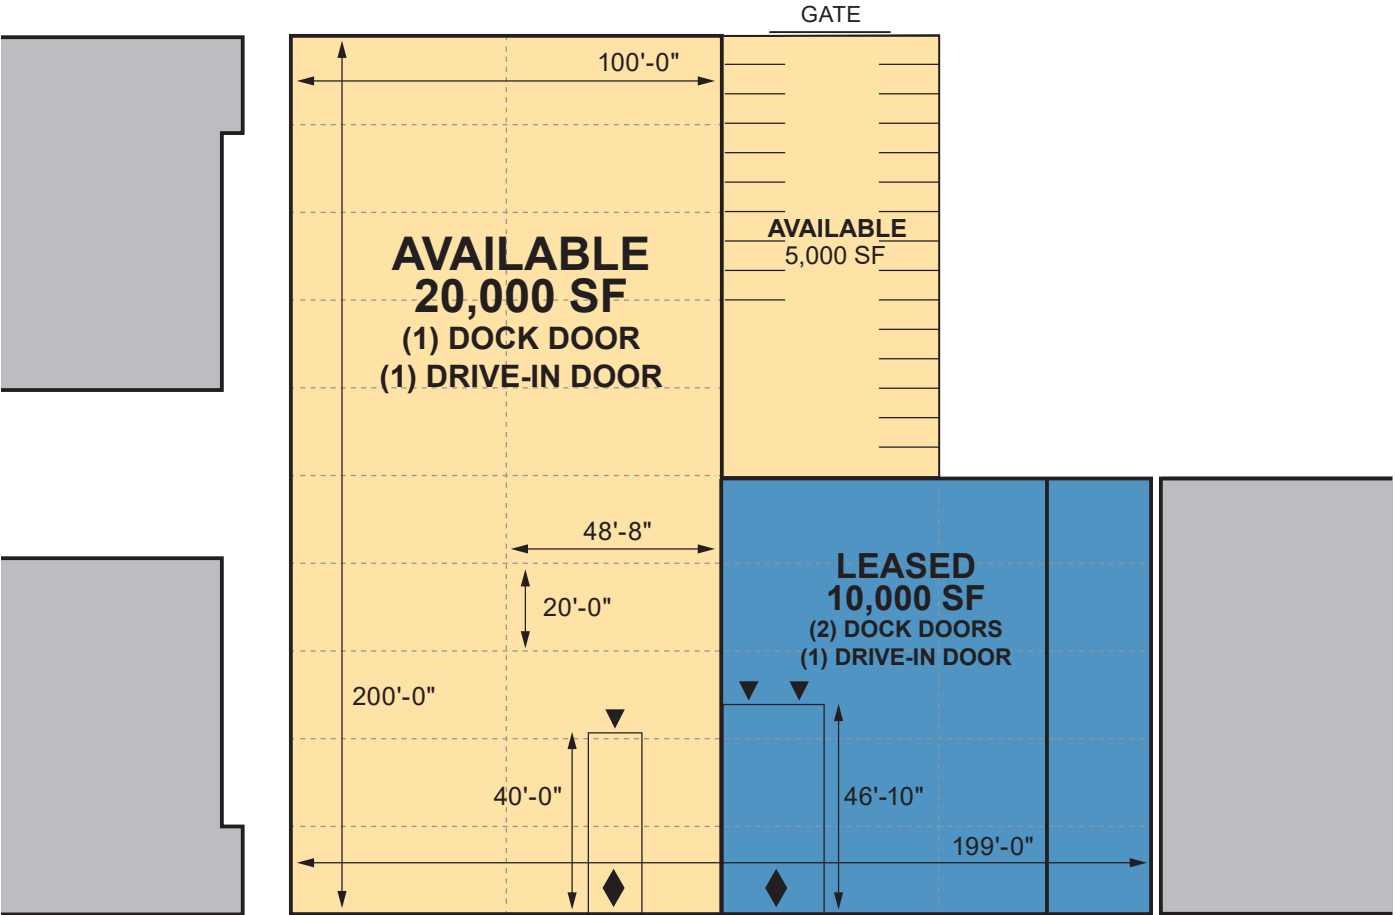 GATE
100'-0"
AVAILABLE
20,000 SF
(1) DOCK DOOR
(1) DRIVE-IN DOOR
AVAILABLE
5,000 SF
48'-8"
20'-0"
LEASED
10,000 SF
(2) DOCK DOORS
(1) DRIVE-IN DOOR
200'-0"
40'-0"
46'-10"
199'-0"